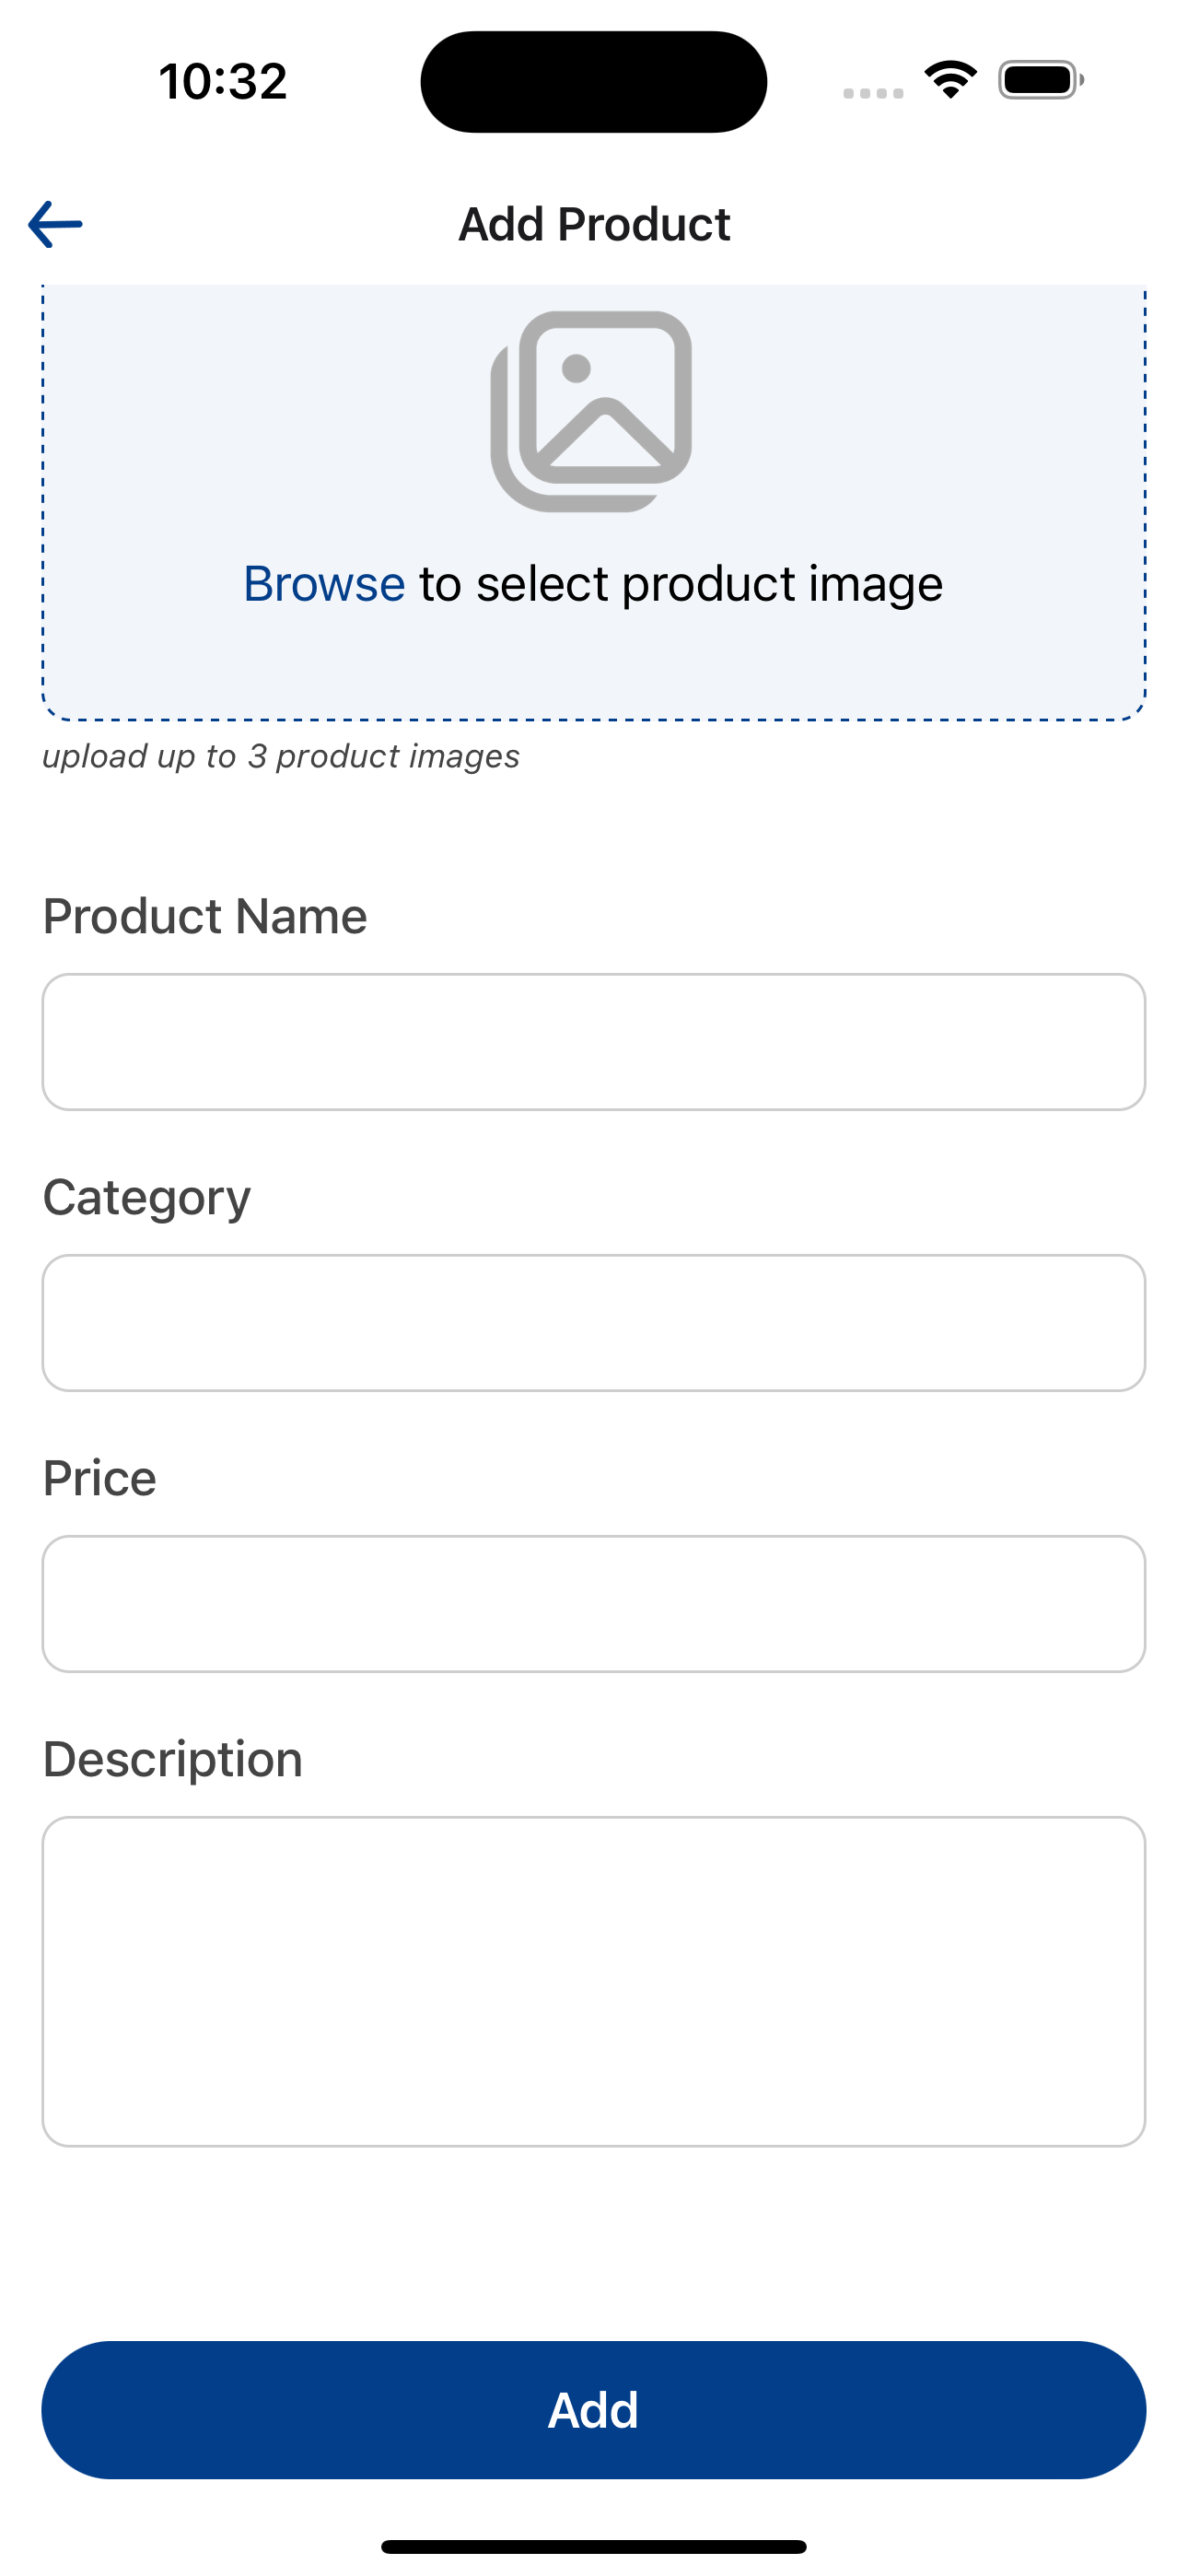 10:32
Add Product
Browse to select product image
upload up to 3 product images
Product Name
Category
Price
Description
Add